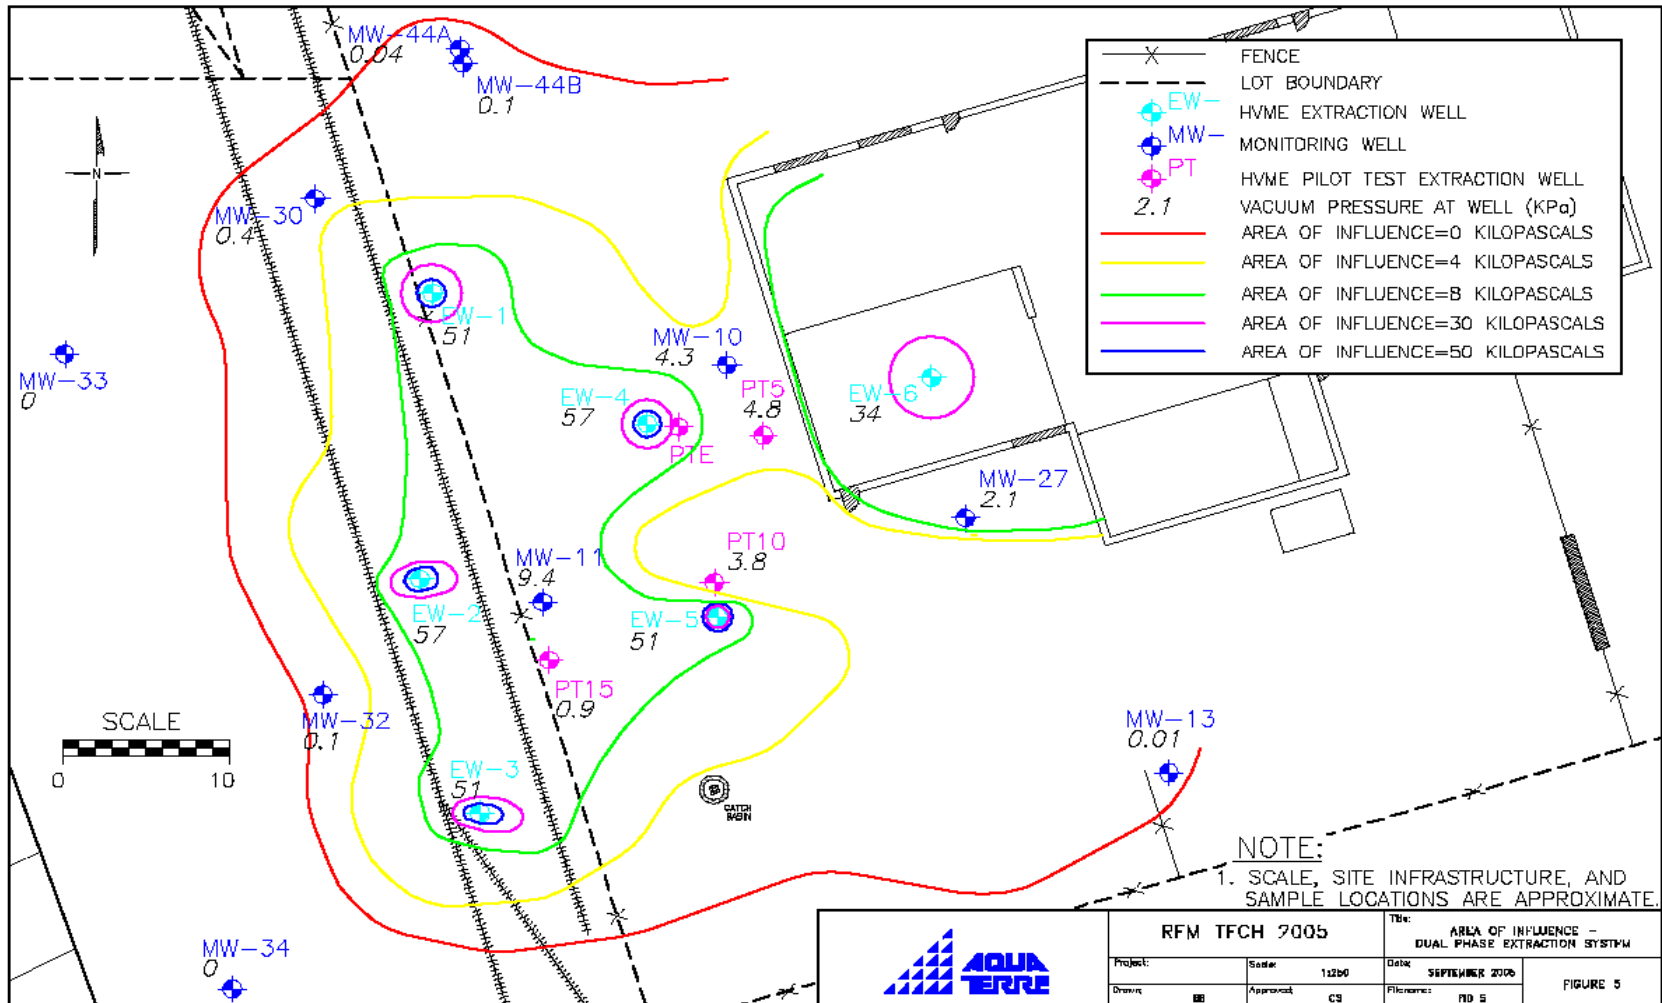 MW-44A
0.04
MW-44B
0.1
FENCE
LOT BOUNDARY
EW-
HVME EXTRACTION WELL
MW-
MONITORING WELL
PT
HVME PILOT TEST EXTRACTION WELL
2.1 VACUUM PRESSURE AT WELL (KPa)
AREA OF INFLUENCE=0 KILOPASCALS
AREA OF INFLUENCE=4 KILOPASCALS
AREA OF INFLUENCE=8 KILOPASCALS
AREA OF INFLUENCE=30 KILOPASCALS
AREA OF INFLUENCE=50 KILOPASCALS
N
MW-30
0.4
EW-1
51
MW-33
0
MW-10
4.3
EW-4
57
PTE
PT5
4.8
EW-6
34
MW-27
2.1
PT10
3.8
MW-11
9.4
EW-2
57
EW-5
51
PT15
0.9
MW-32
0.1
SCALE
0 10
EW-3
51
CATCH
BASIN
MW-13
0.01
MW-34
0
NOTE:
1. SCALE, SITE INFRASTRUCTURE, AND
SAMPLE LOCATIONS ARE APPROXIMATE.
AQUA
TERRE
RFM TECH 2005
Title:
AREA OF INFLUENCE -
DUAL PHASE EXTRACTION SYSTEM
Project:
Scale: 1:250
Date: SEPTEMBER 2005
Drawn: BB
Approved: CS
Filename: FIG 5
FIGURE 5